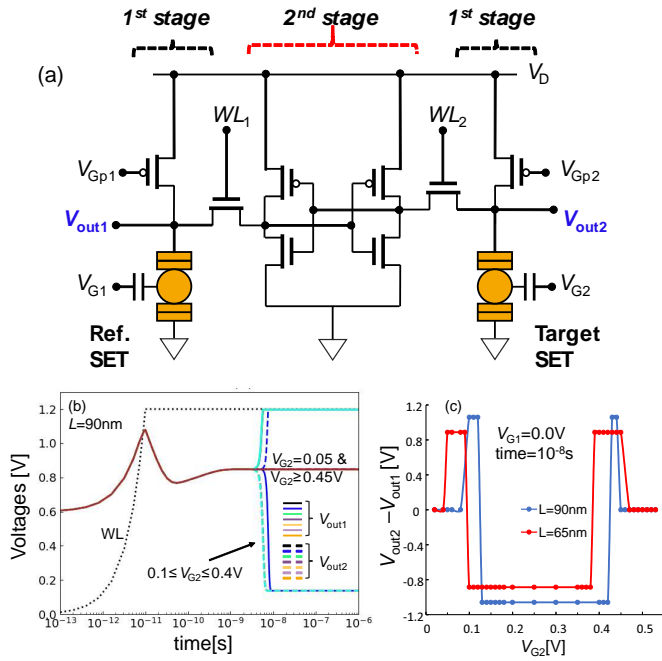 1st stage 2nd stage 1st stage
(a)
VD
WL1 WL2
VGp1 VGp2
Vout1 Vout2
VG1 VG2
Ref. SET
Target SET
(b)
L=90nm
WL
VG2=0.05 & VG2≥0.45V
Vout1
Vout2
0.1≤ VG2≤0.4V
Voltages [V]
1.2
1.0
0.8
0.6
0.4
0.2
0.0
10-13 10-12 10-11 10-10 10-9 10-8 10-7 10-6
time[s]
(c)
VG1=0.0V
time=10-8s
L=90nm
L=65nm
Vout2−Vout1 [V]
1.2
0.8
0.4
0
-0.4
-0.8
-1.2
0 0.1 0.2 0.3 0.4 0.5
VG2[V]